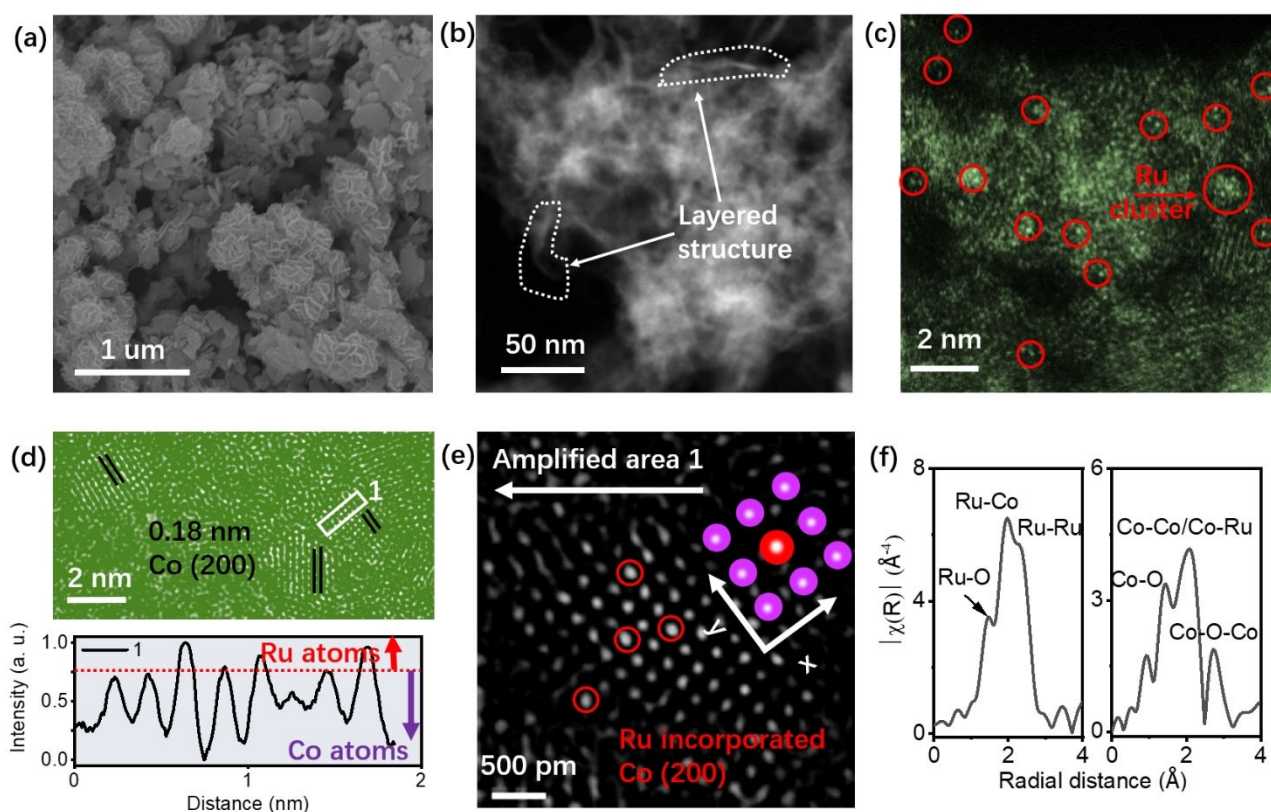 (a)
1 um
(b)
Layered
structure
50 nm
(c)
Ru
cluster
2 nm
(d)
1
0.18 nm
Co (200)
2 nm
1.0
0.5
0.0
Intensity (a. u.)
1
Ru atoms
Co atoms
0
1
2
Distance (nm)
(e)
Amplified area 1
y
x
Ru incorporated
Co (200)
500 pm
(f)
|χ(R)| (Å⁻⁴)
8
4
0
Ru-Co
Ru-Ru
Ru-O
0 2 4
6
3
0
Co-Co/Co-Ru
Co-O
Co-O-Co
0 2 4
Radial distance (Å)